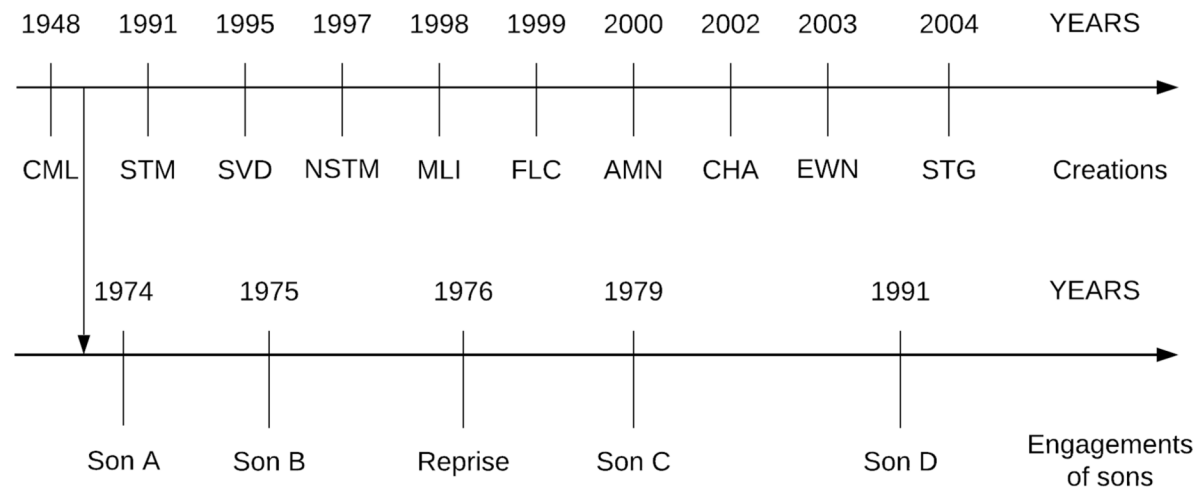 1948 1991 1995 1997 1998 1999 2000 2002 2003 2004 YEARS
CML STM SVD NSTM MLI FLC AMN CHA EWN STG Creations
1974 1975 1976 1979 1991 YEARS
Son A Son B Reprise Son C Son D Engagements
of sons